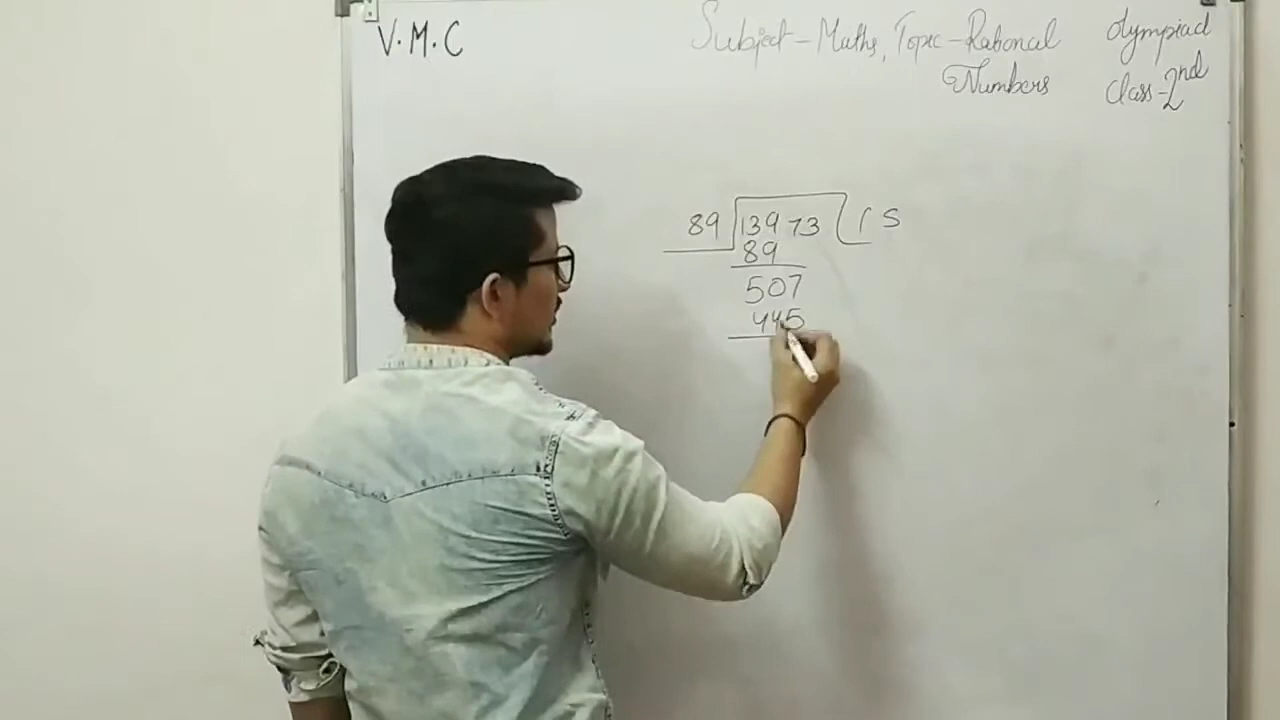 V.M.C
Subject-Maths, Topic-Rational
Numbers
Olympiad
Class-2nd
89 13973 15
89
507
445